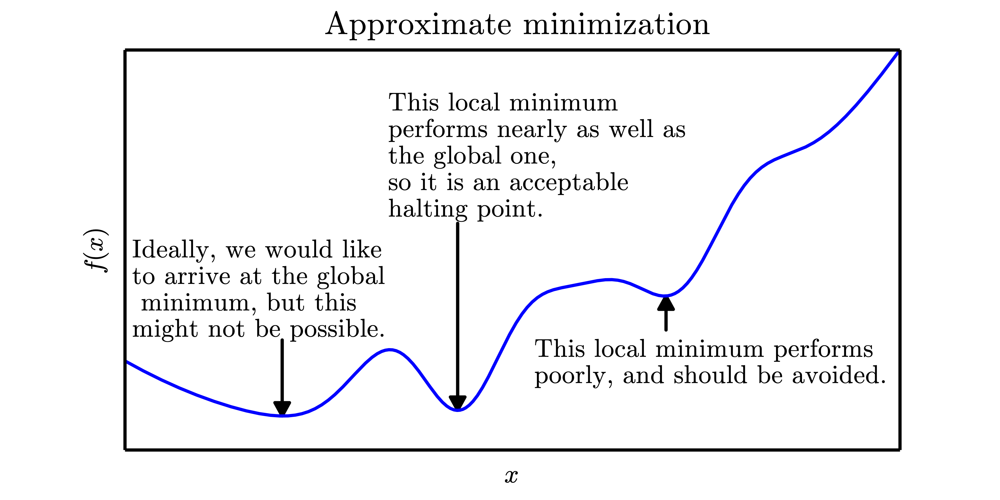 Approximate minimization
This local minimum
performs nearly as well as
the global one,
so it is an acceptable
halting point.
Ideally, we would like
to arrive at the global
minimum, but this
might not be possible.
This local minimum performs
poorly, and should be avoided.
f(x)
x